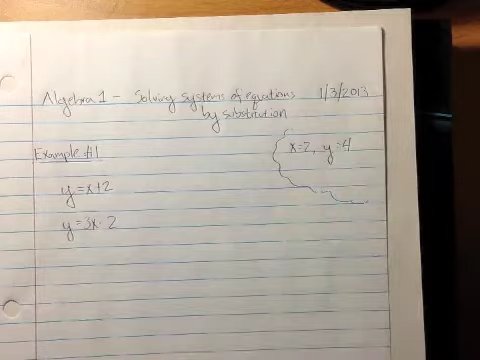 Algebra 1 - Solving systems of equations 1/3/2013
by substitution
Example #1
x=2, y=4
y=x+2
y=3x-2